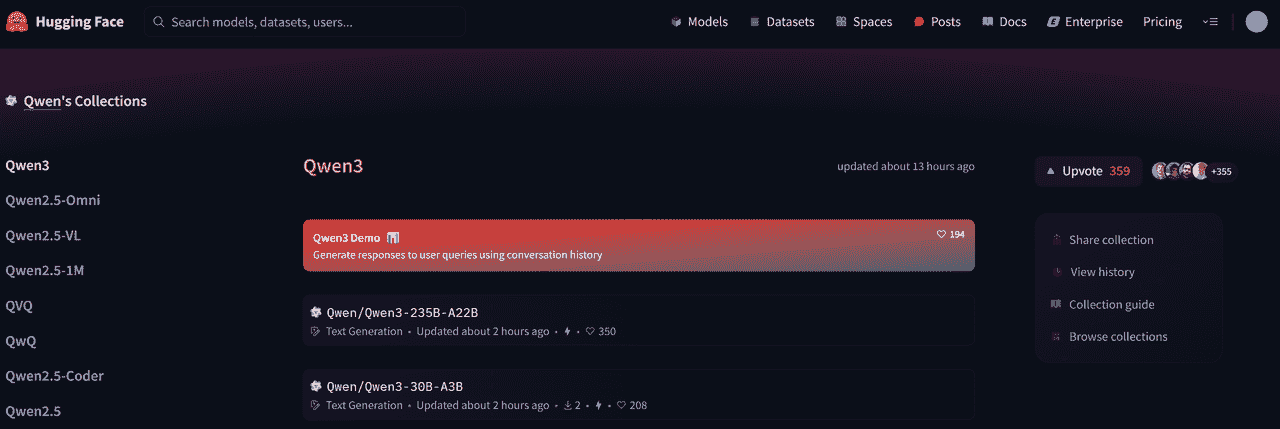 Hugging Face
Search models, datasets, users...
Models
Datasets
Spaces
Posts
Docs
Enterprise
Pricing
Qwen's Collections
Qwen3
Qwen2.5-Omni
Qwen2.5-VL
Qwen2.5-1M
QVQ
QwQ
Qwen2.5-Coder
Qwen2.5
Qwen3
updated about 13 hours ago
Qwen3 Demo
194
Generate responses to user queries using conversation history
Qwen/Qwen3-235B-A22B
Text Generation • Updated about 2 hours ago • • 350
Qwen/Qwen3-30B-A3B
Text Generation • Updated about 2 hours ago • 2 • • 208
Upvote 359
+355
Share collection
View history
Collection guide
Browse collections